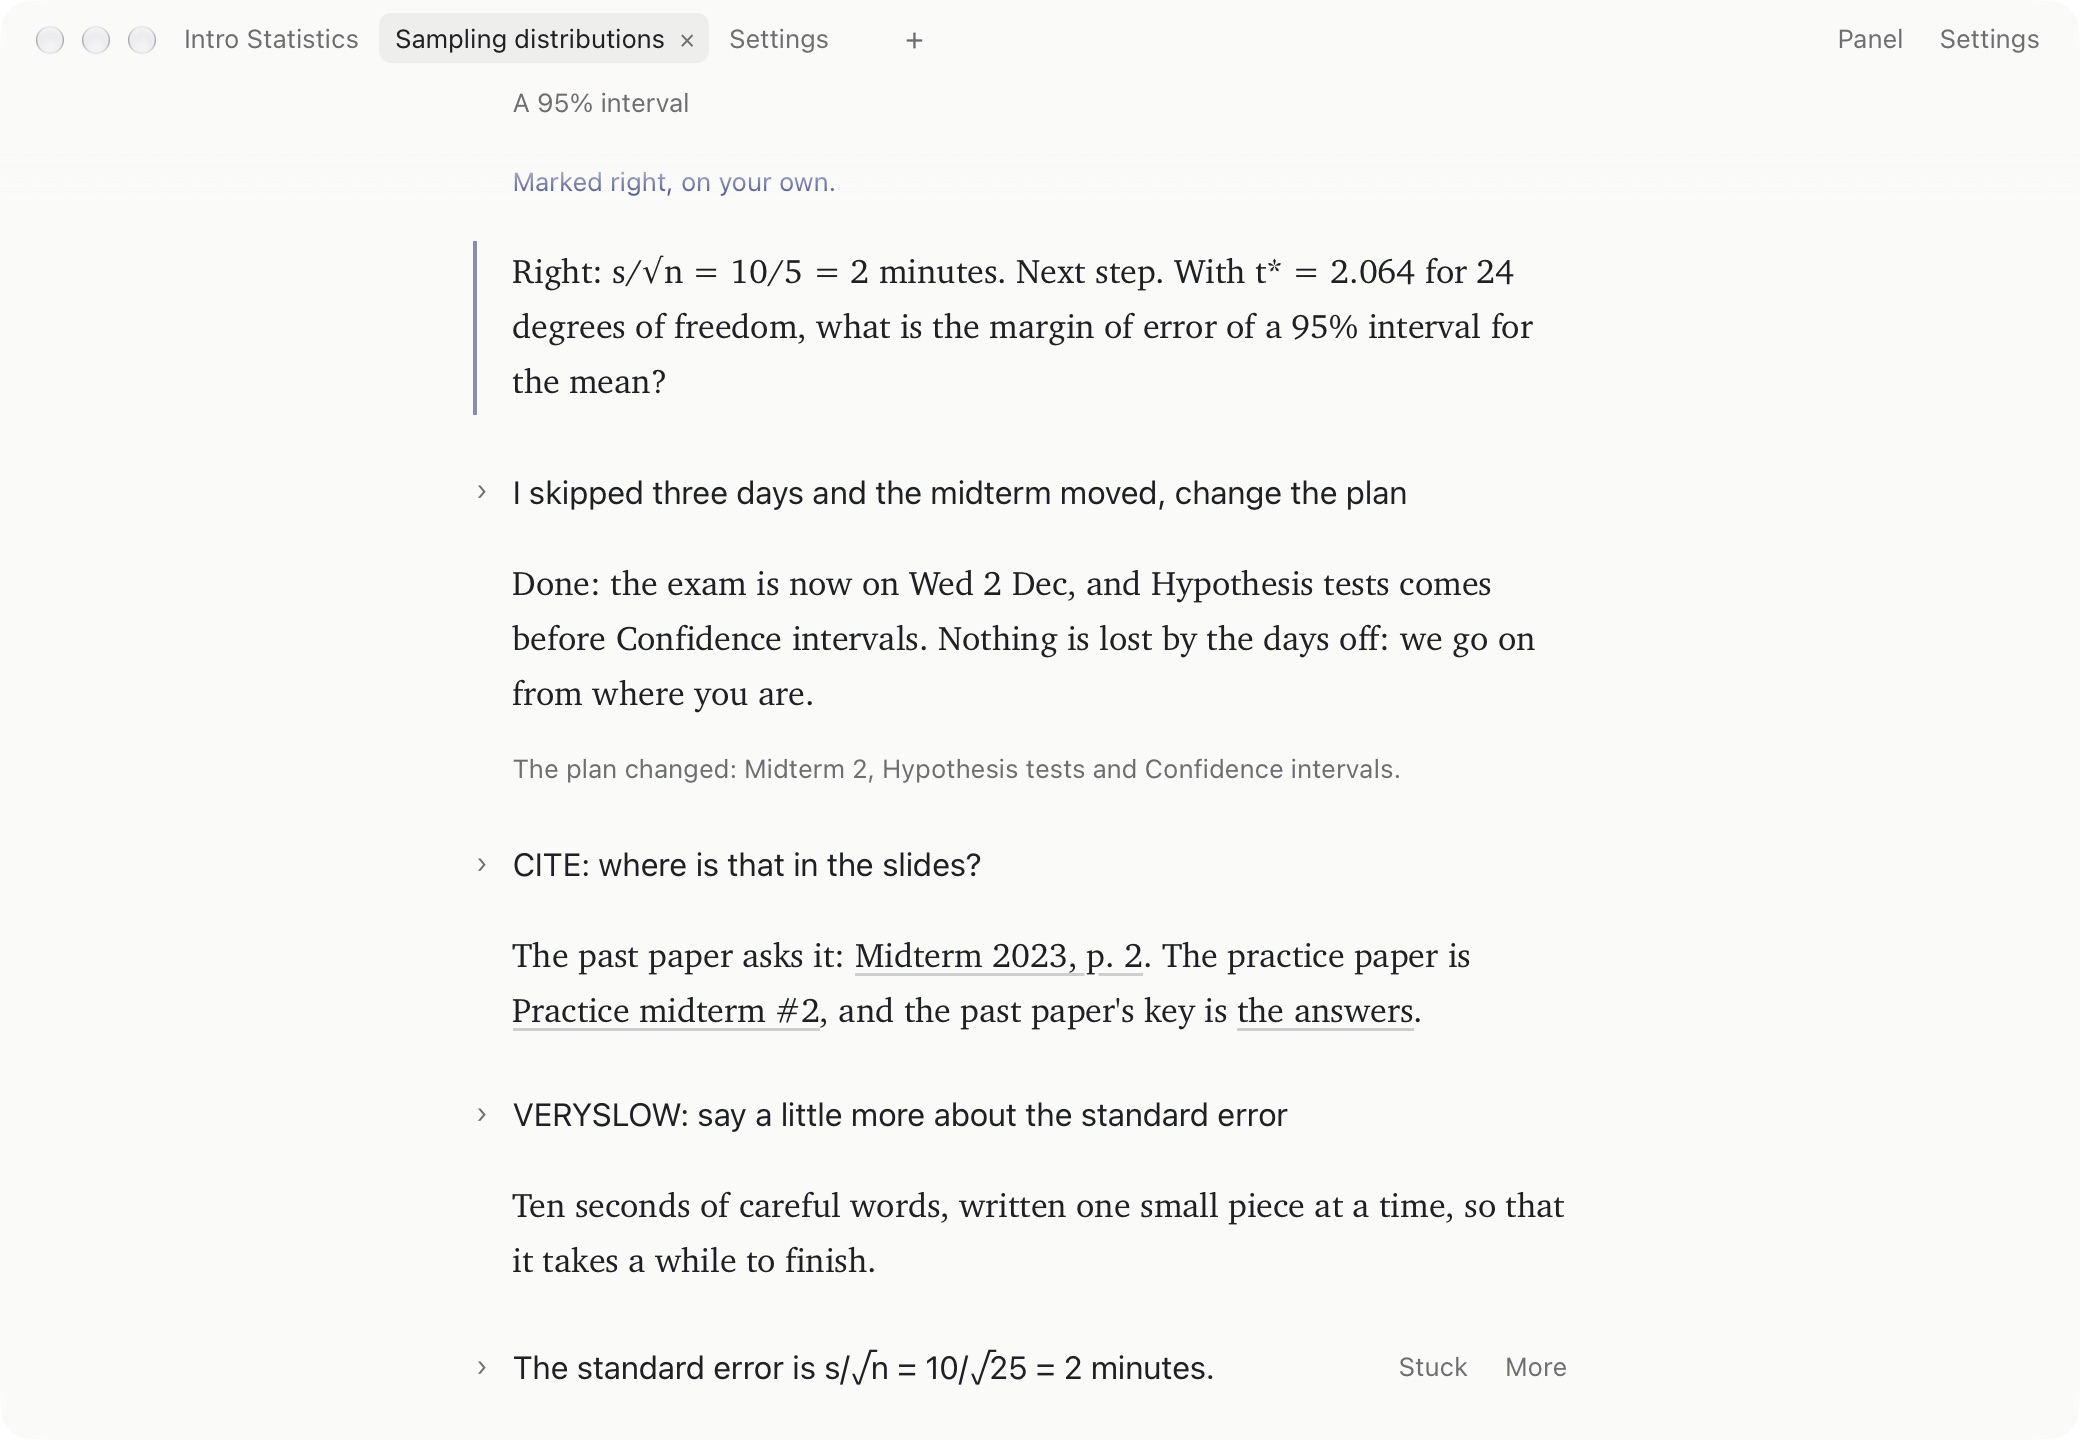 Intro Statistics
Sampling distributions ×
Settings
+
Panel
Settings
A 95% interval
Marked right, on your own.
Right: s/√n = 10/5 = 2 minutes. Next step. With t* = 2.064 for 24
degrees of freedom, what is the margin of error of a 95% interval for
the mean?
› I skipped three days and the midterm moved, change the plan
Done: the exam is now on Wed 2 Dec, and Hypothesis tests comes
before Confidence intervals. Nothing is lost by the days off: we go on
from where you are.
The plan changed: Midterm 2, Hypothesis tests and Confidence intervals.
› CITE: where is that in the slides?
The past paper asks it: Midterm 2023, p. 2. The practice paper is
Practice midterm #2, and the past paper's key is the answers.
› VERYSLOW: say a little more about the standard error
Ten seconds of careful words, written one small piece at a time, so that
it takes a while to finish.
› The standard error is s/√n = 10/√25 = 2 minutes.
Stuck
More